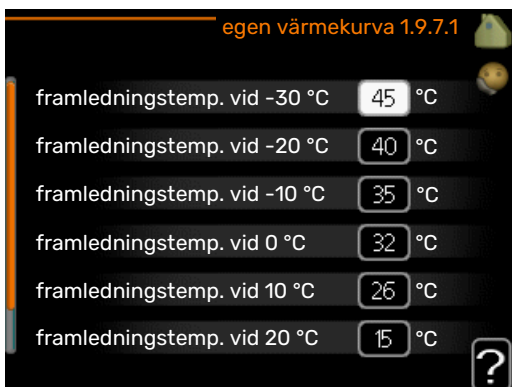 egen värmekurva 1.9.7.1
framledningstemp. vid -30 °C 45 °C
framledningstemp. vid -20 °C 40 °C
framledningstemp. vid -10 °C 35 °C
framledningstemp. vid 0 °C 32 °C
framledningstemp. vid 10 °C 26 °C
framledningstemp. vid 20 °C 15 °C
?